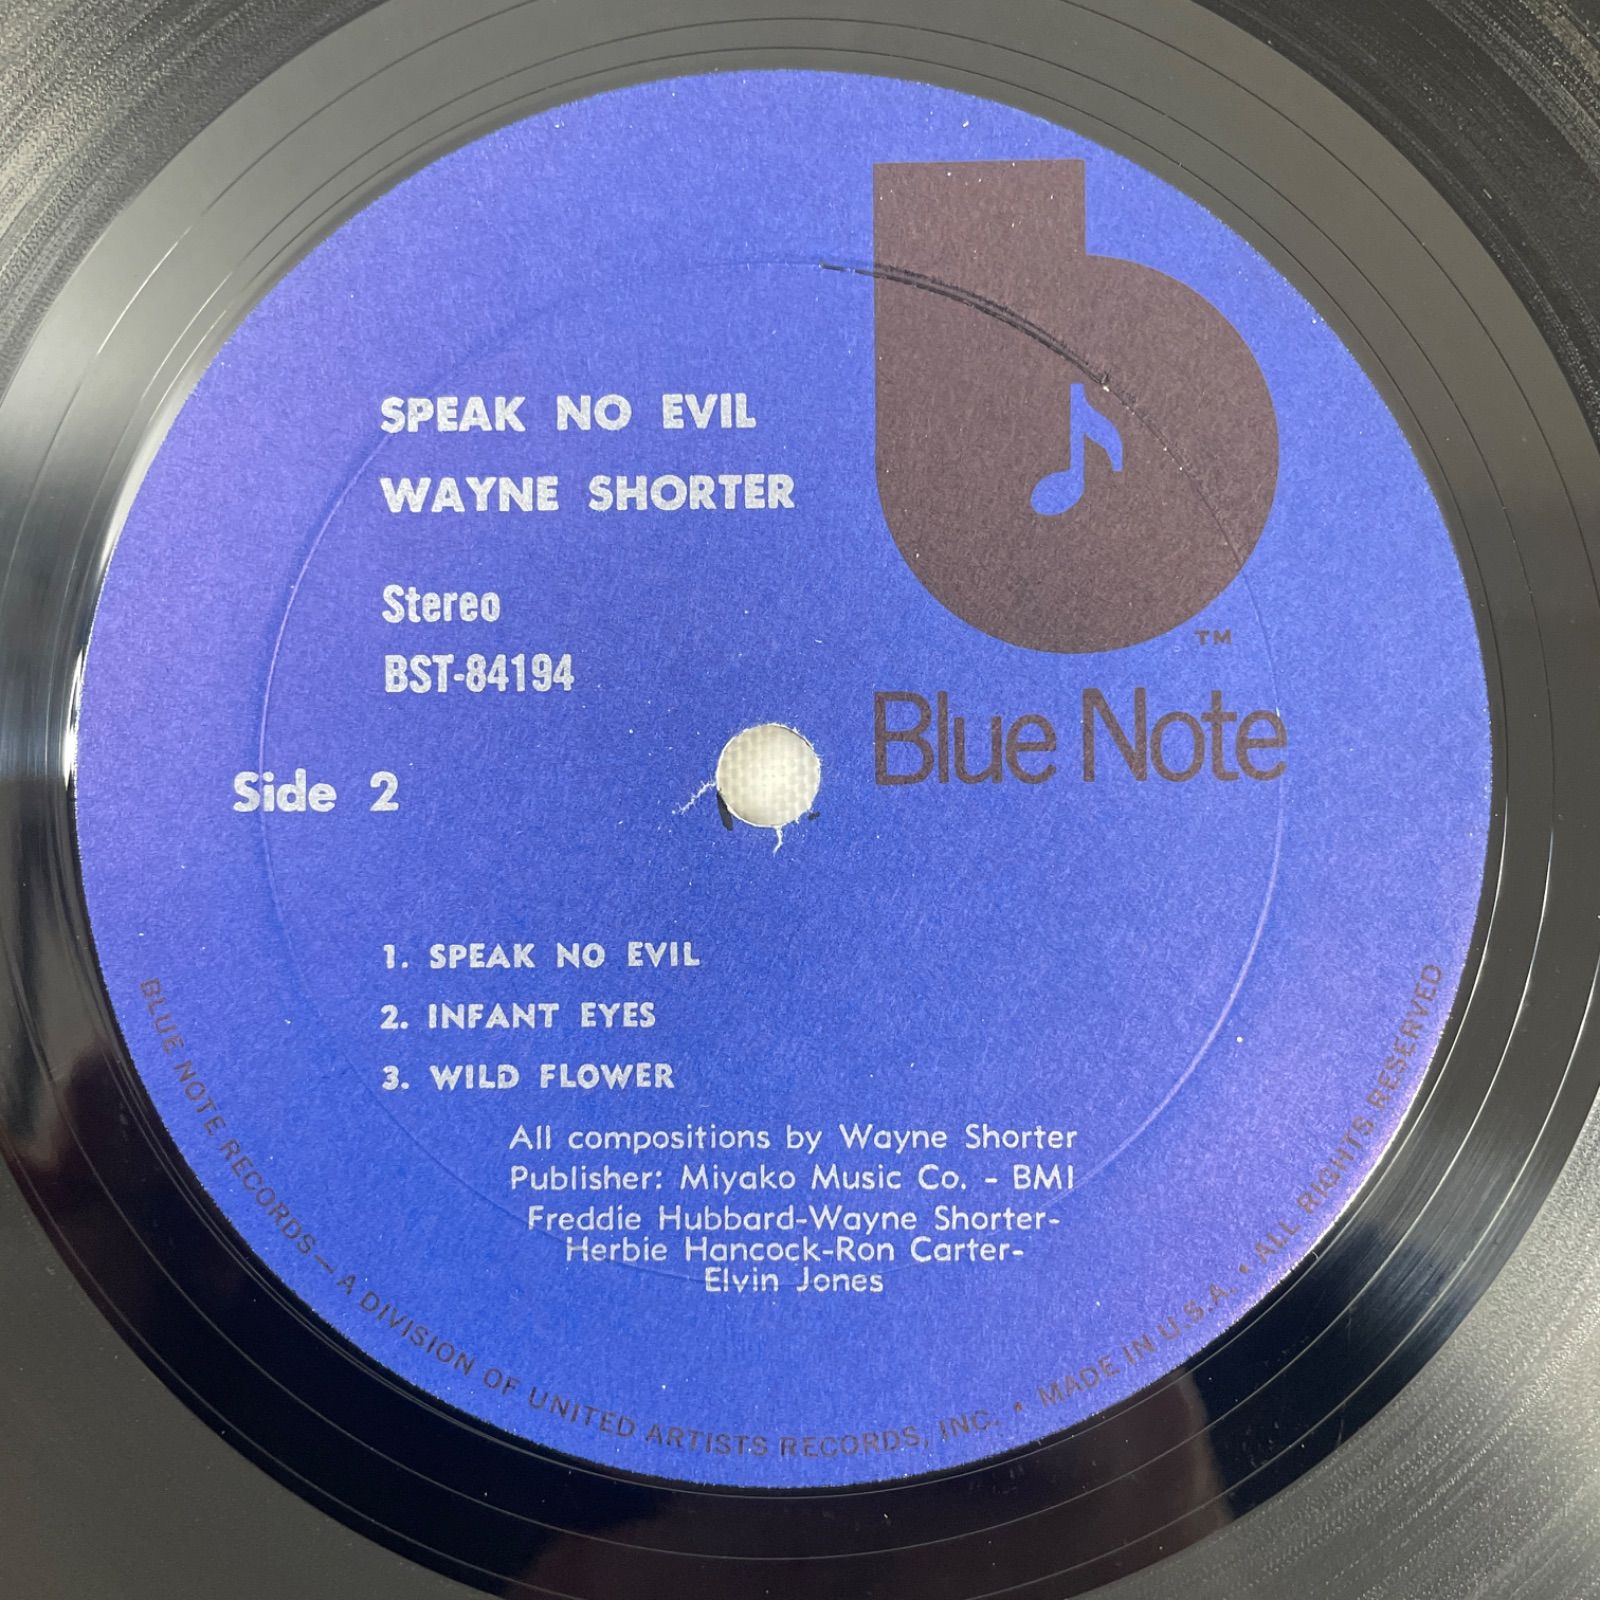 SPEAK NO EVIL
WAYNE SHORTER
Stereo
BST-84194
TM
Blue Note
Side 2
1. SPEAK NO EVIL
2. INFANT EYES
3. WILD FLOWER
All compositions by Wayne Shorter
Publisher: Miyako Music Co. - BMI
Freddie Hubbard-Wayne Shorter-
Herbie Hancock-Ron Carter-
Elvin Jones
BLUE NOTE RECORDS — A DIVISION OF UNITED ARTISTS RECORDS, INC. • MADE IN U.S.A. • ALL RIGHTS RESERVED